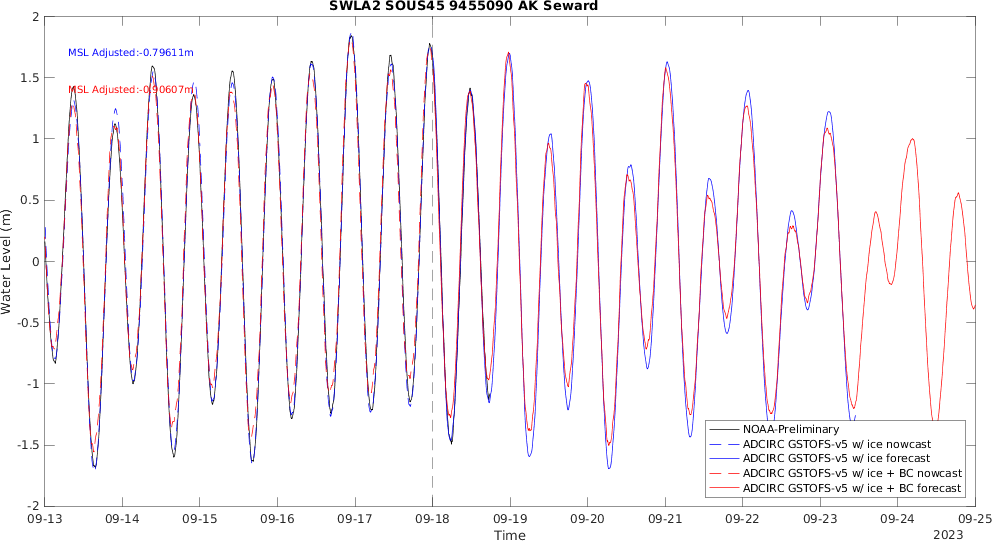 SWLA2 SOUS45 9455090 AK Seward
MSL Adjusted:-0.79611m
MSL Adjusted:-0.90607m
Water Level (m)
2
1.5
1
0.5
0
-0.5
-1
-1.5
-2
NOAA-Preliminary
ADCIRC GSTOFS-v5 w/ ice nowcast
ADCIRC GSTOFS-v5 w/ ice forecast
ADCIRC GSTOFS-v5 w/ ice + BC nowcast
ADCIRC GSTOFS-v5 w/ ice + BC forecast
09-13 09-14 09-15 09-16 09-17 09-18 09-19 09-20 09-21 09-22 09-23 09-24 09-25
Time
2023